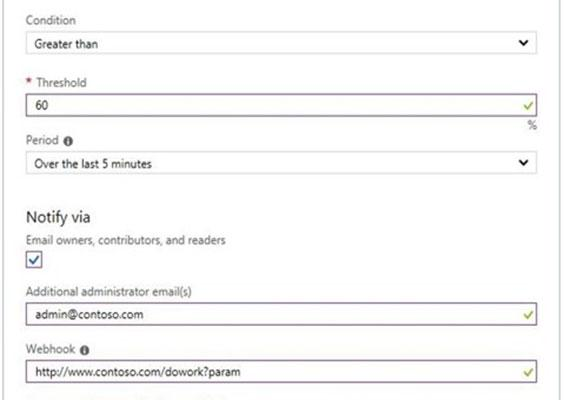 Condition
Greater than
* Threshold
60
%
Period
Over the last 5 minutes
Notify via
Email owners, contributors, and readers
Additional administrator email(s)
admin@contoso.com
Webhook
http://www.contoso.com/dowork?param